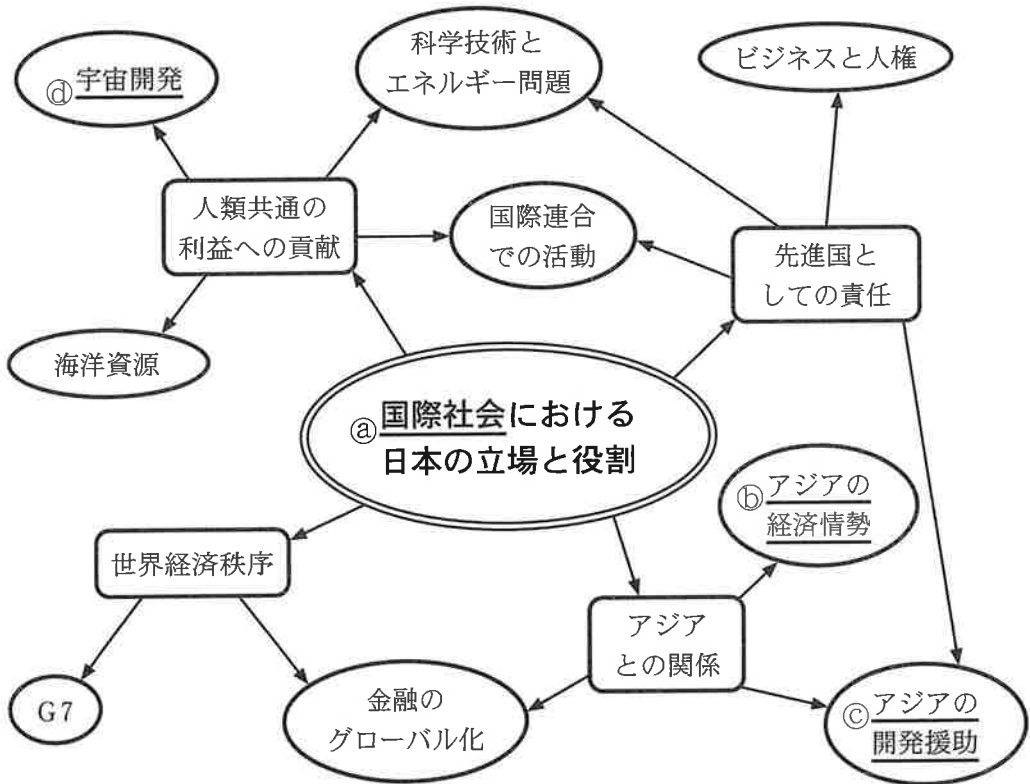 科学技術と
エネルギー問題
ビジネスと人権
ⓓ宇宙開発
人類共通の
利益への貢献
国際連合
での活動
先進国と
しての責任
海洋資源
ⓐ国際社会における
日本の立場と役割
ⓑアジアの
経済情勢
世界経済秩序
アジア
との関係
G7
金融の
グローバル化
ⓒアジアの
開発援助